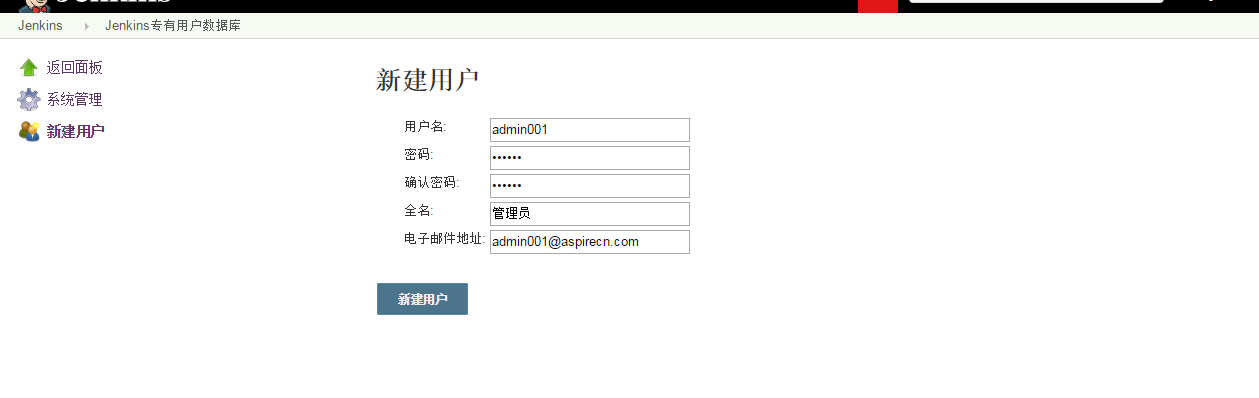 Jenkins
Jenkins Jenkins专有用户数据库
返回面板
系统管理
新建用户
新建用户
用户名: admin001
密码: ••••••
确认密码: ••••••
全名: 管理员
电子邮件地址: admin001@aspirecn.com
新建用户